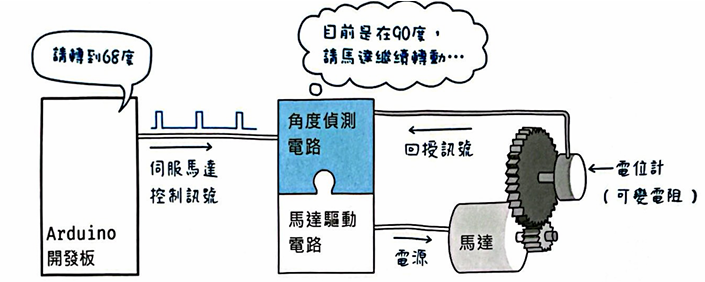 請轉到68度
目前是在90度，
請馬達繼續轉動…
伺服馬達
控制訊號
角度偵測
電路
回授訊號
電位計
（可變電阻）
Arduino
開發板
馬達驅動
電路
電源
馬達